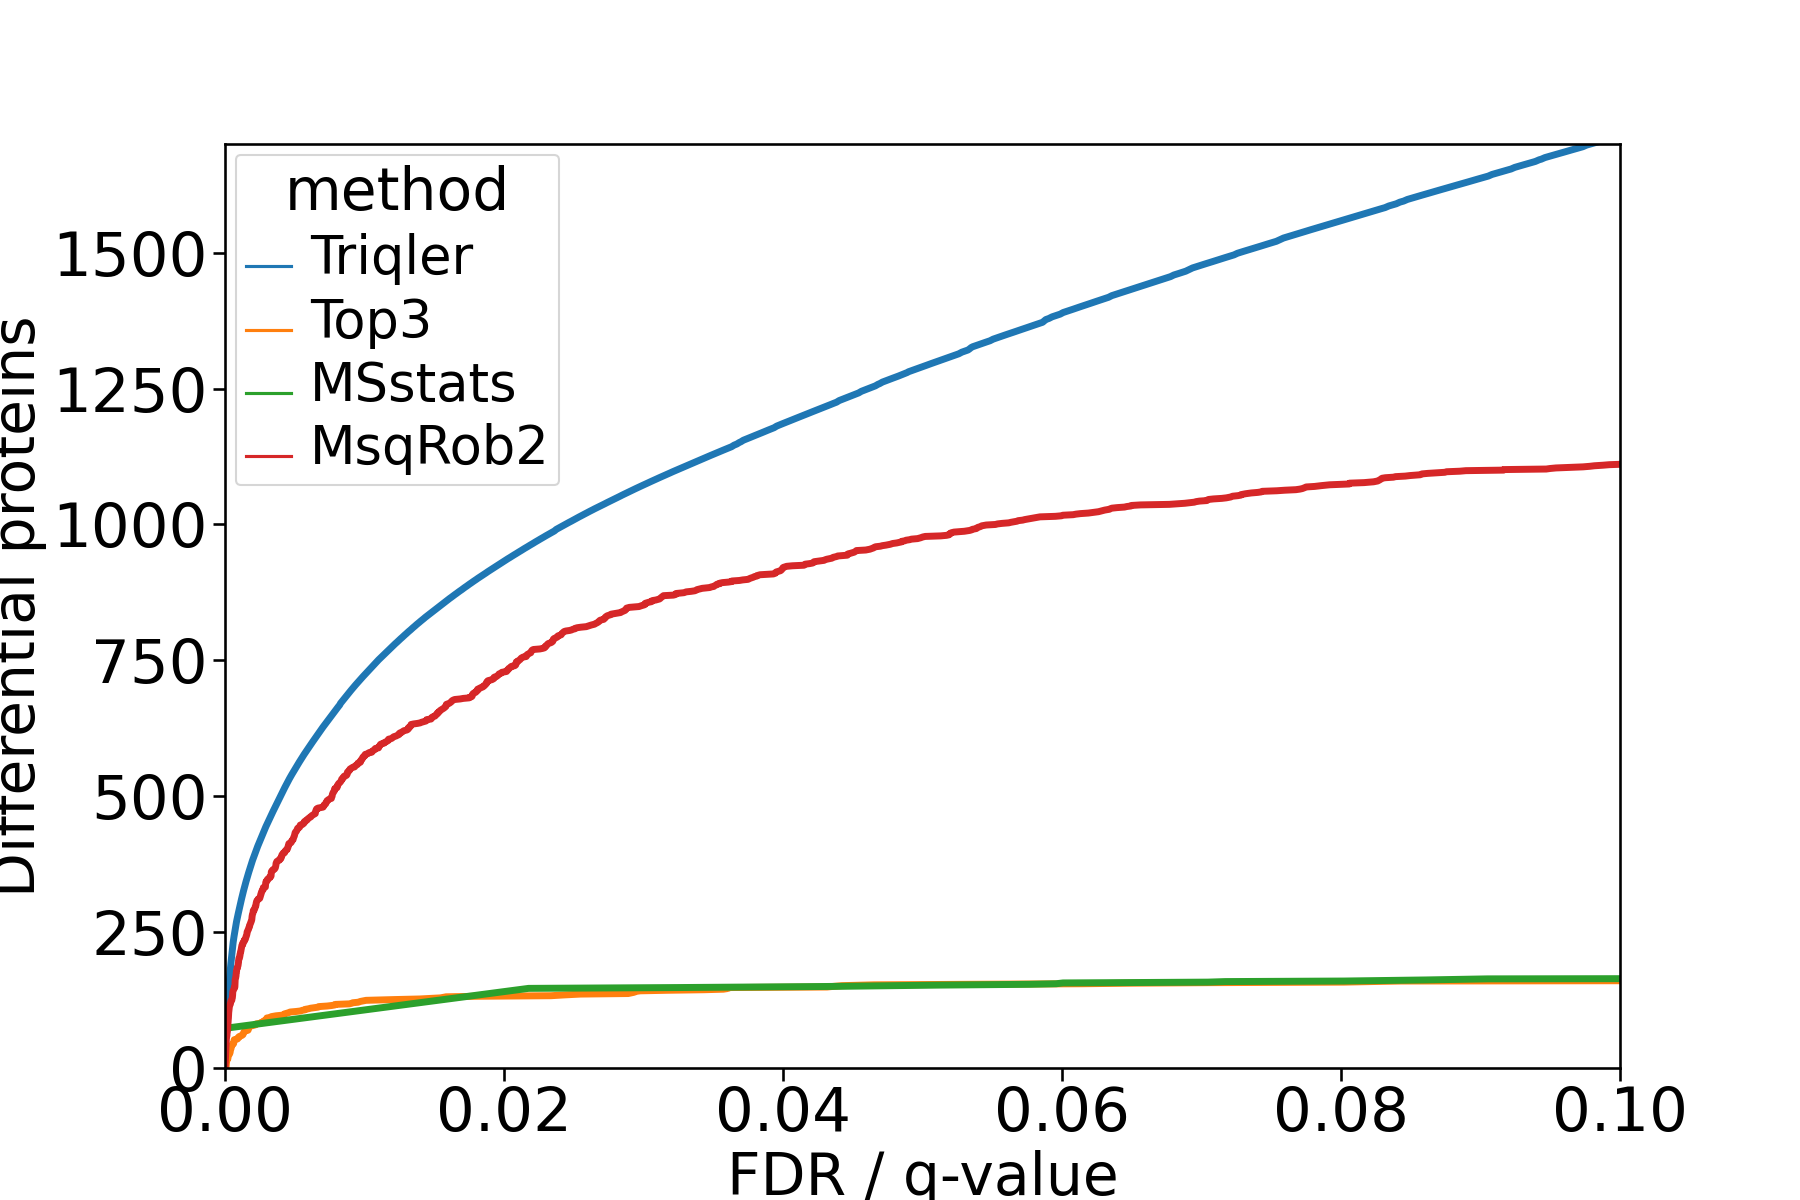 method
Triqler
Top3
MSstats
MsqRob2
Differential proteins
1500
1250
1000
750
500
250
0
0.00 0.02 0.04 0.06 0.08 0.10
FDR / q-value